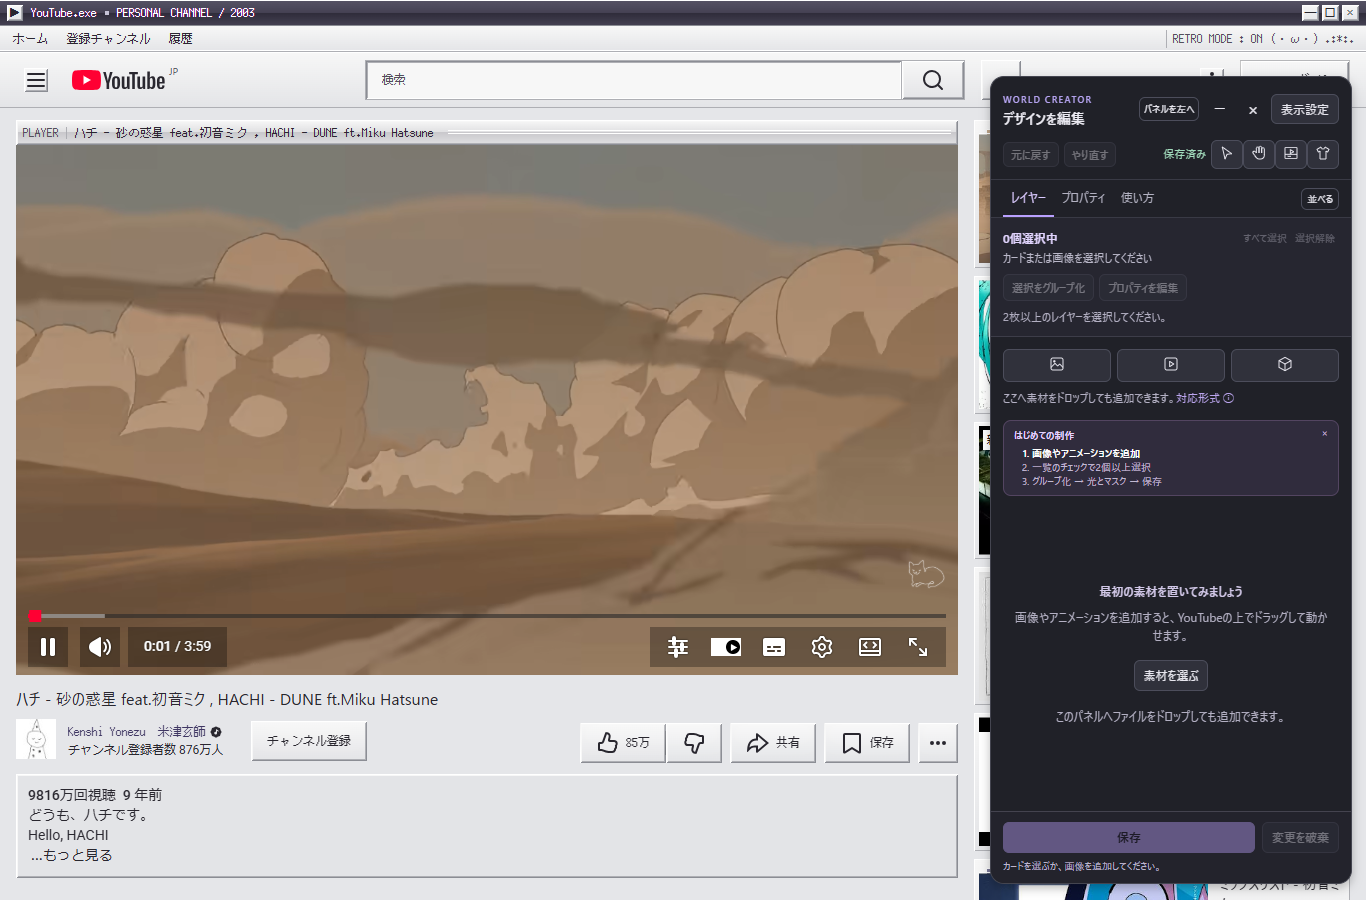 YouTube.exe ▪ PERSONAL CHANNEL / 2003
ホーム 登録チャンネル 履歴
RETRO MODE : ON (・ω・) .:*:.
YouTube JP
検索
PLAYER ハチ - 砂の惑星 feat.初音ミク , HACHI - DUNE ft.Miku Hatsune
0:01 / 3:59
ハチ - 砂の惑星 feat.初音ミク , HACHI - DUNE ft.Miku Hatsune
Kenshi Yonezu 米津玄師
チャンネル登録者数 876万人
チャンネル登録
85万
共有
保存
9816万回視聴 9 年前
どうも、ハチです。
Hello, HACHI
...もっと見る
WORLD CREATOR
デザインを編集
パネルを左へ
表示設定
元に戻す やり直す
保存済み
レイヤー プロパティ 使い方
並べる
0個選択中
すべて選択 選択解除
カードまたは画像を選択してください
選択をグループ化 プロパティを編集
2枚以上のレイヤーを選択してください。
ここへ素材をドロップしても追加できます。対応形式 ⓘ
はじめての制作
1. 画像やアニメーションを追加
2. 一覧のチェックで2個以上選択
3. グループ化 → 光とマスク → 保存
最初の素材を置いてみましょう
画像やアニメーションを追加すると、YouTubeの上でドラッグして動か
せます。
素材を選ぶ
このパネルへファイルをドロップしても追加できます。
保存 変更を破棄
カードを選ぶか、画像を追加してください。